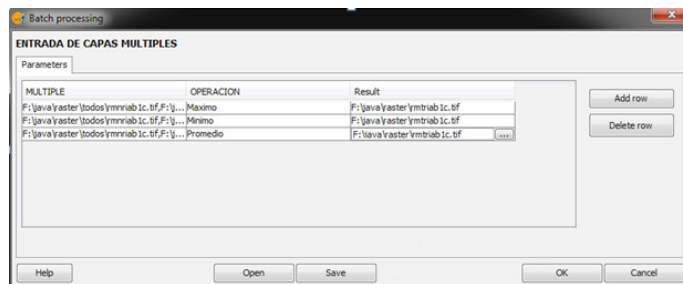 Batch processing
ENTRADA DE CAPAS MULTIPLES
Parameters
MULTIPLE OPERACION Result
F:\java\raster\todos\rmnriab1c.tif,F:\j... Maximo F:\java\raster\rmtriab1c.tif
F:\java\raster\todos\rmnriab1c.tif,F:\j... Minimo F:\java\raster\rmtriab1c.tif
F:\java\raster\todos\rmnriab1c.tif,F:\j... Promedio F:\java\raster\rmtriab1c.tif ...
Add row
Delete row
Help Open Save OK Cancel